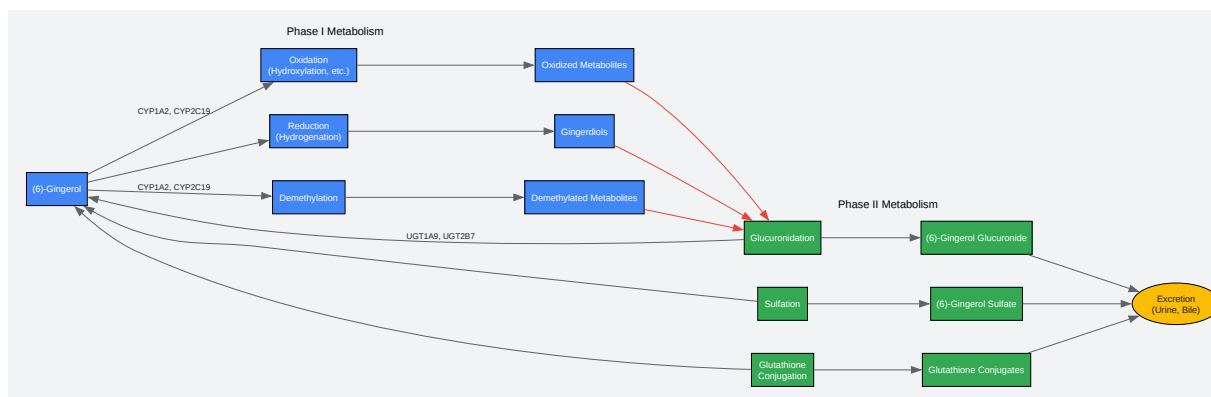 Phase I Metabolism
Oxidation
(Hydroxylation, etc.)
Oxidized Metabolites
CYP1A2, CYP2C19
Reduction
(Hydrogenation)
Gingerdiols
(6)-Gingerol
CYP1A2, CYP2C19
Demethylation
Demethylated Metabolites
Phase II Metabolism
UGT1A9, UGT2B7
Glucuronidation
(6)-Gingerol Glucuronide
Sulfation
(6)-Gingerol Sulfate
Excretion
(Urine, Bile)
Glutathione
Conjugation
Glutathione Conjugates